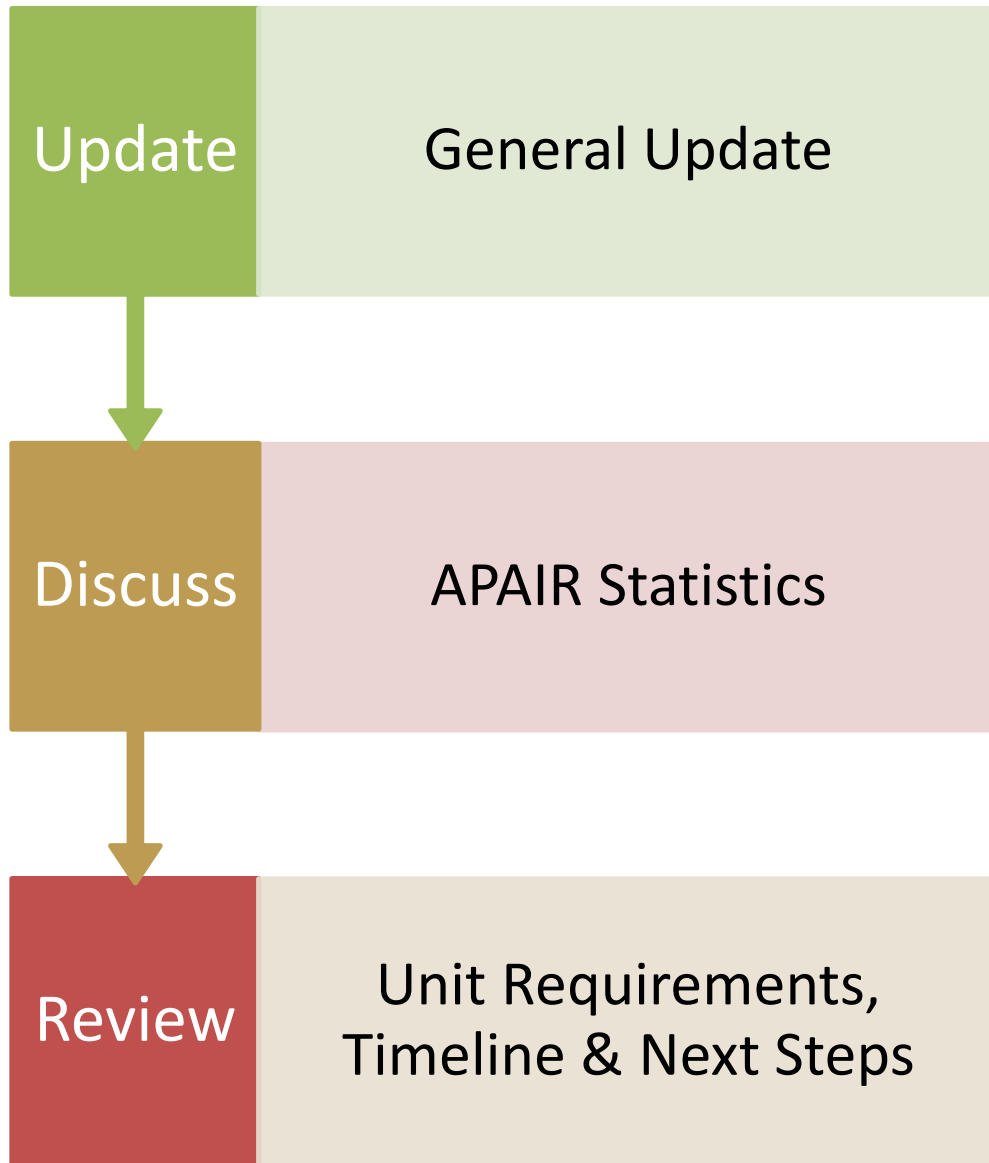 Update
General Update
Discuss
APAIR Statistics
Review
Unit Requirements,
Timeline & Next Steps